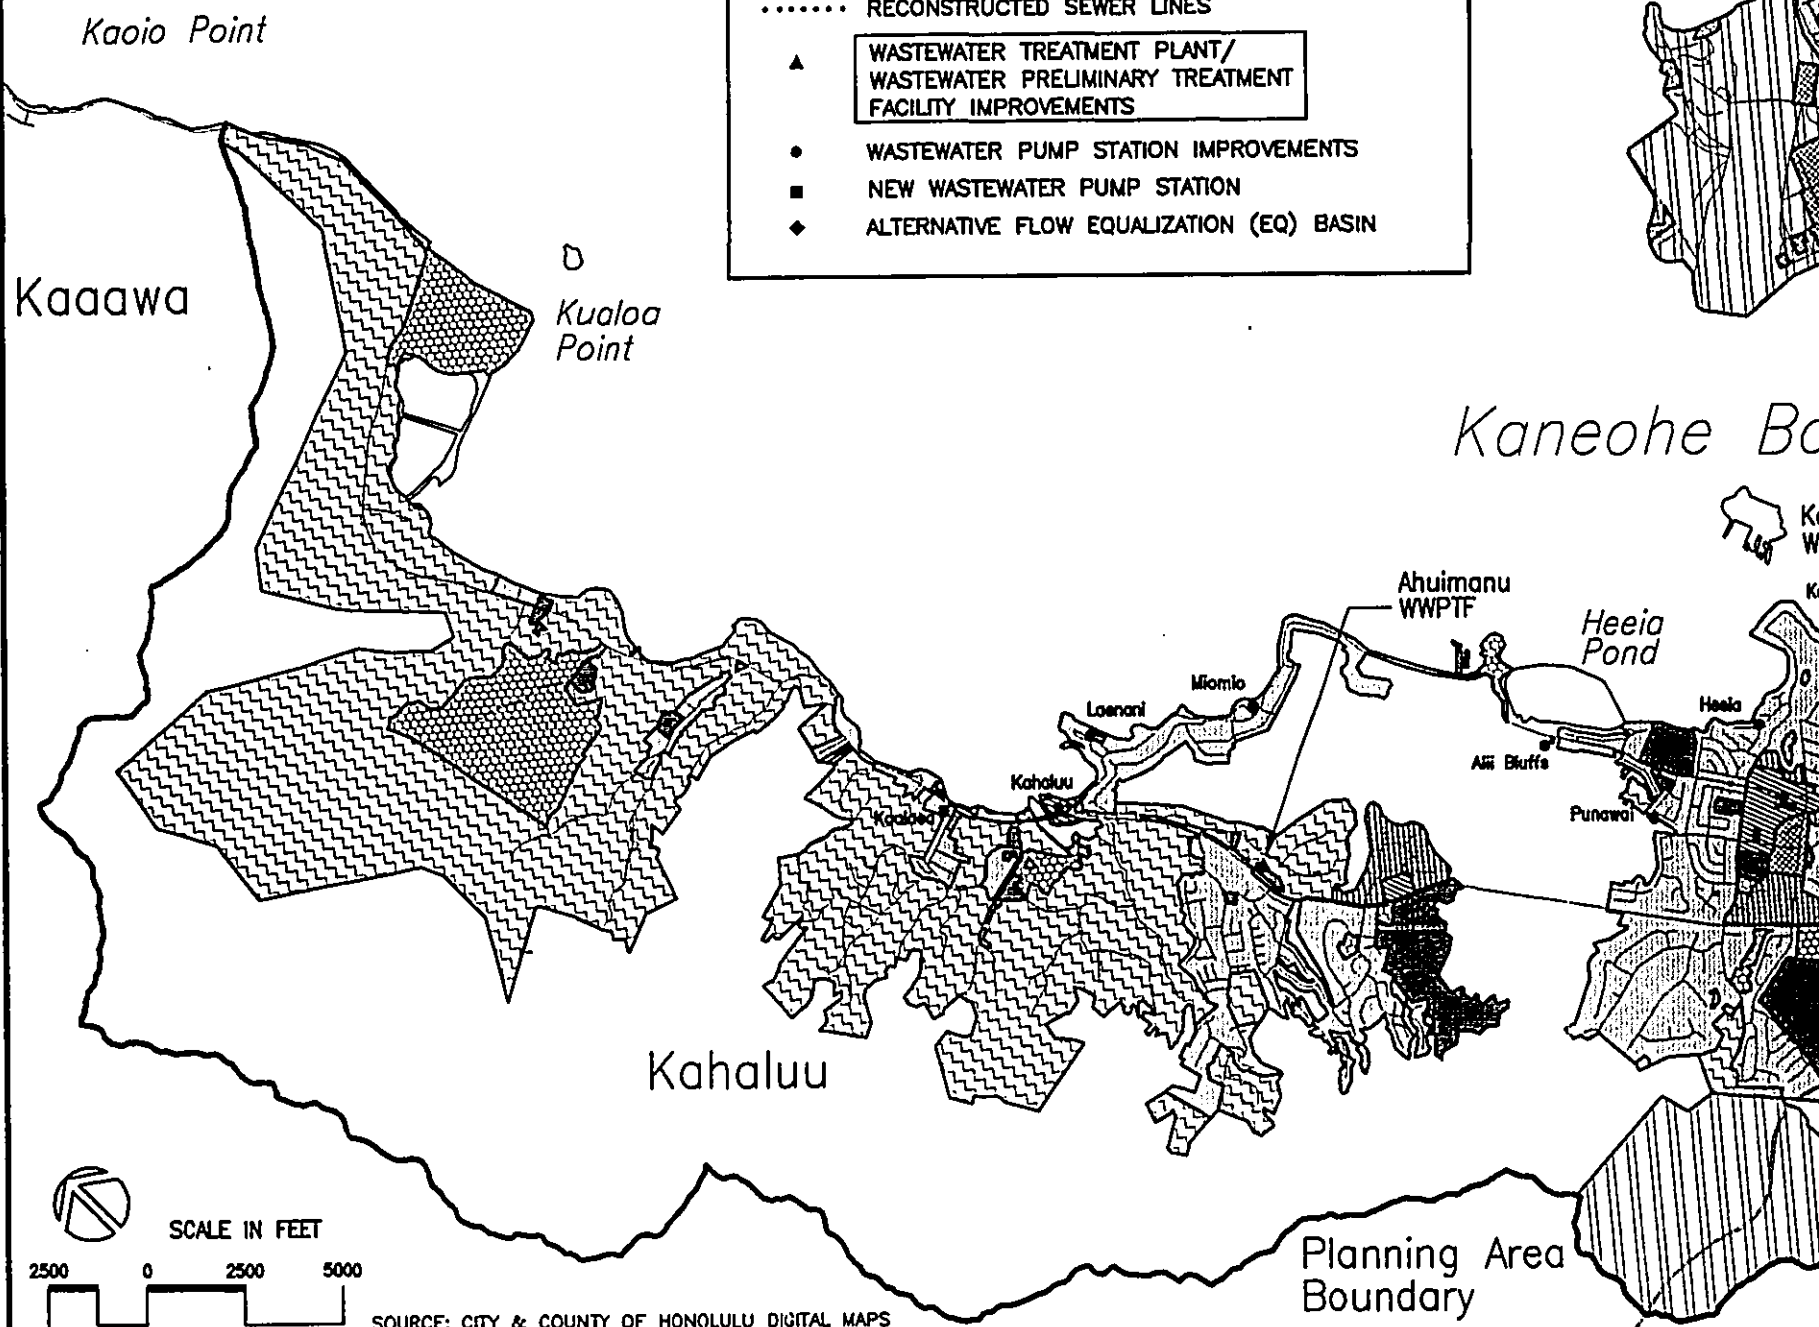 Kaoio Point
RECONSTRUCTED SEWER LINES
WASTEWATER TREATMENT PLANT/
WASTEWATER PRELIMINARY TREATMENT
FACILITY IMPROVEMENTS
WASTEWATER PUMP STATION IMPROVEMENTS
NEW WASTEWATER PUMP STATION
ALTERNATIVE FLOW EQUALIZATION (EQ) BASIN
Kaaawa
Kualoa
Point
Kaneohe
Ahuimanu
WWPTF
Heeia
Pond
Miomio
Laenani
Heeia
Alii Bluffs
Kahaluu
Punawai
Kahaluu
SCALE IN FEET
2500 0 2500 5000
Planning Area
Boundary
SOURCE: CITY & COUNTY OF HONOLULU DIGITAL MAPS